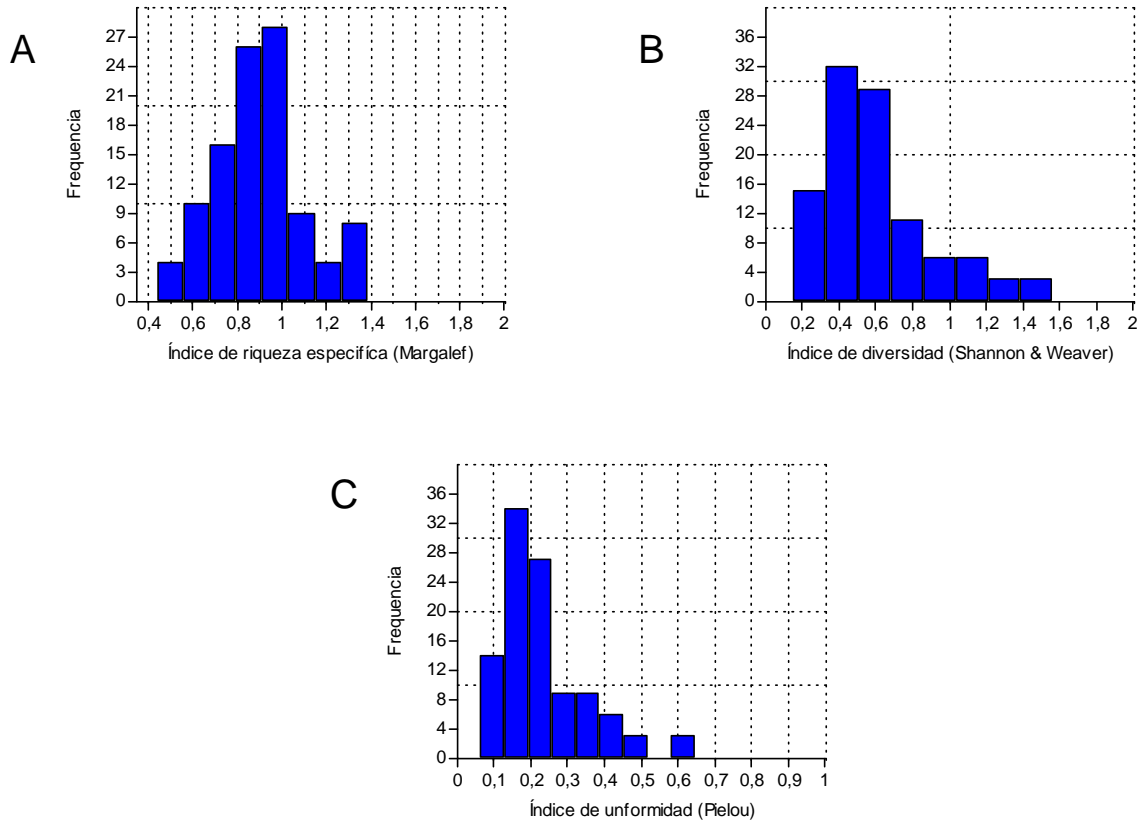 A
Frequencia
27
24
21
18
15
12
9
6
3
0
0,4 0,6 0,8 1 1,2 1,4 1,6 1,8 2
Índice de riqueza especifíca (Margalef)
B
Frequencia
36
32
28
24
20
16
12
8
4
0
0 0,2 0,4 0,6 0,8 1 1,2 1,4 1,6 1,8 2
Índice de diversidad (Shannon & Weaver)
C
Frequencia
36
32
28
24
20
16
12
8
4
0
0 0,1 0,2 0,3 0,4 0,5 0,6 0,7 0,8 0,9 1
Índice de unformidad (Pielou)